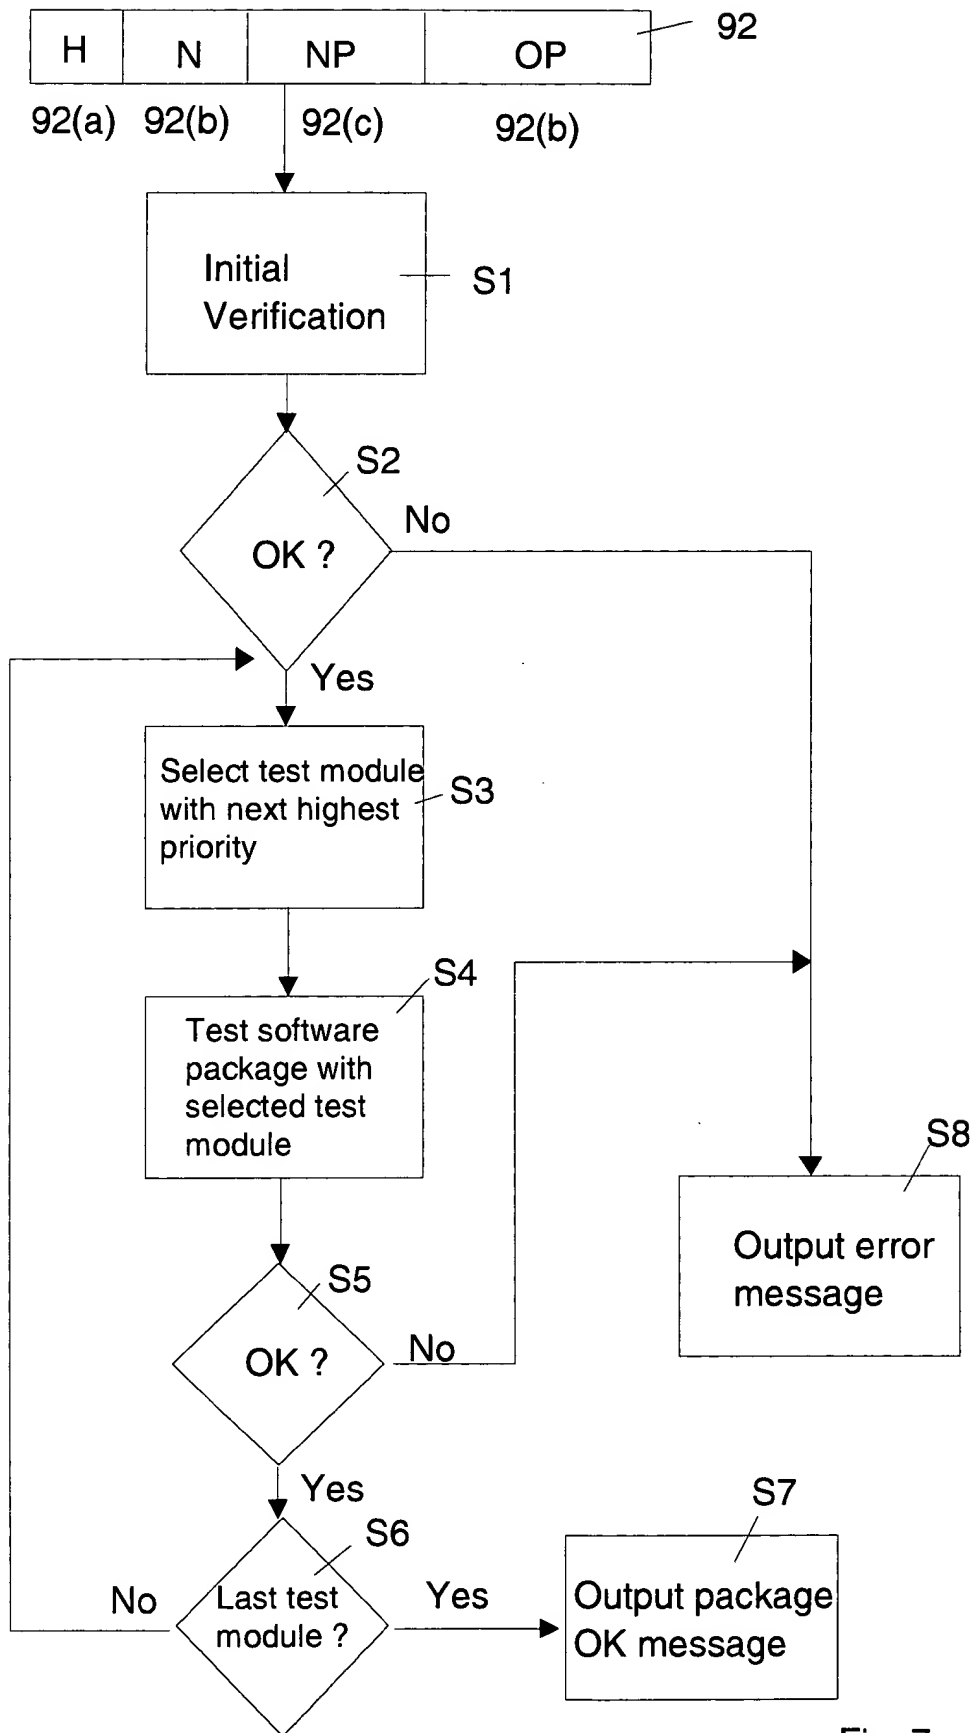 92
H N NP OP
92(a) 92(b) 92(c) 92(b)
Initial
Verification
S1
S2
OK ?
No
Yes
Select test module
with next highest
priority
S3
S4
Test software
package with
selected test
module
S8
Output error
message
S5
OK ?
No
Yes
S7
S6
Last test
module ?
No
Yes
Output package
OK message